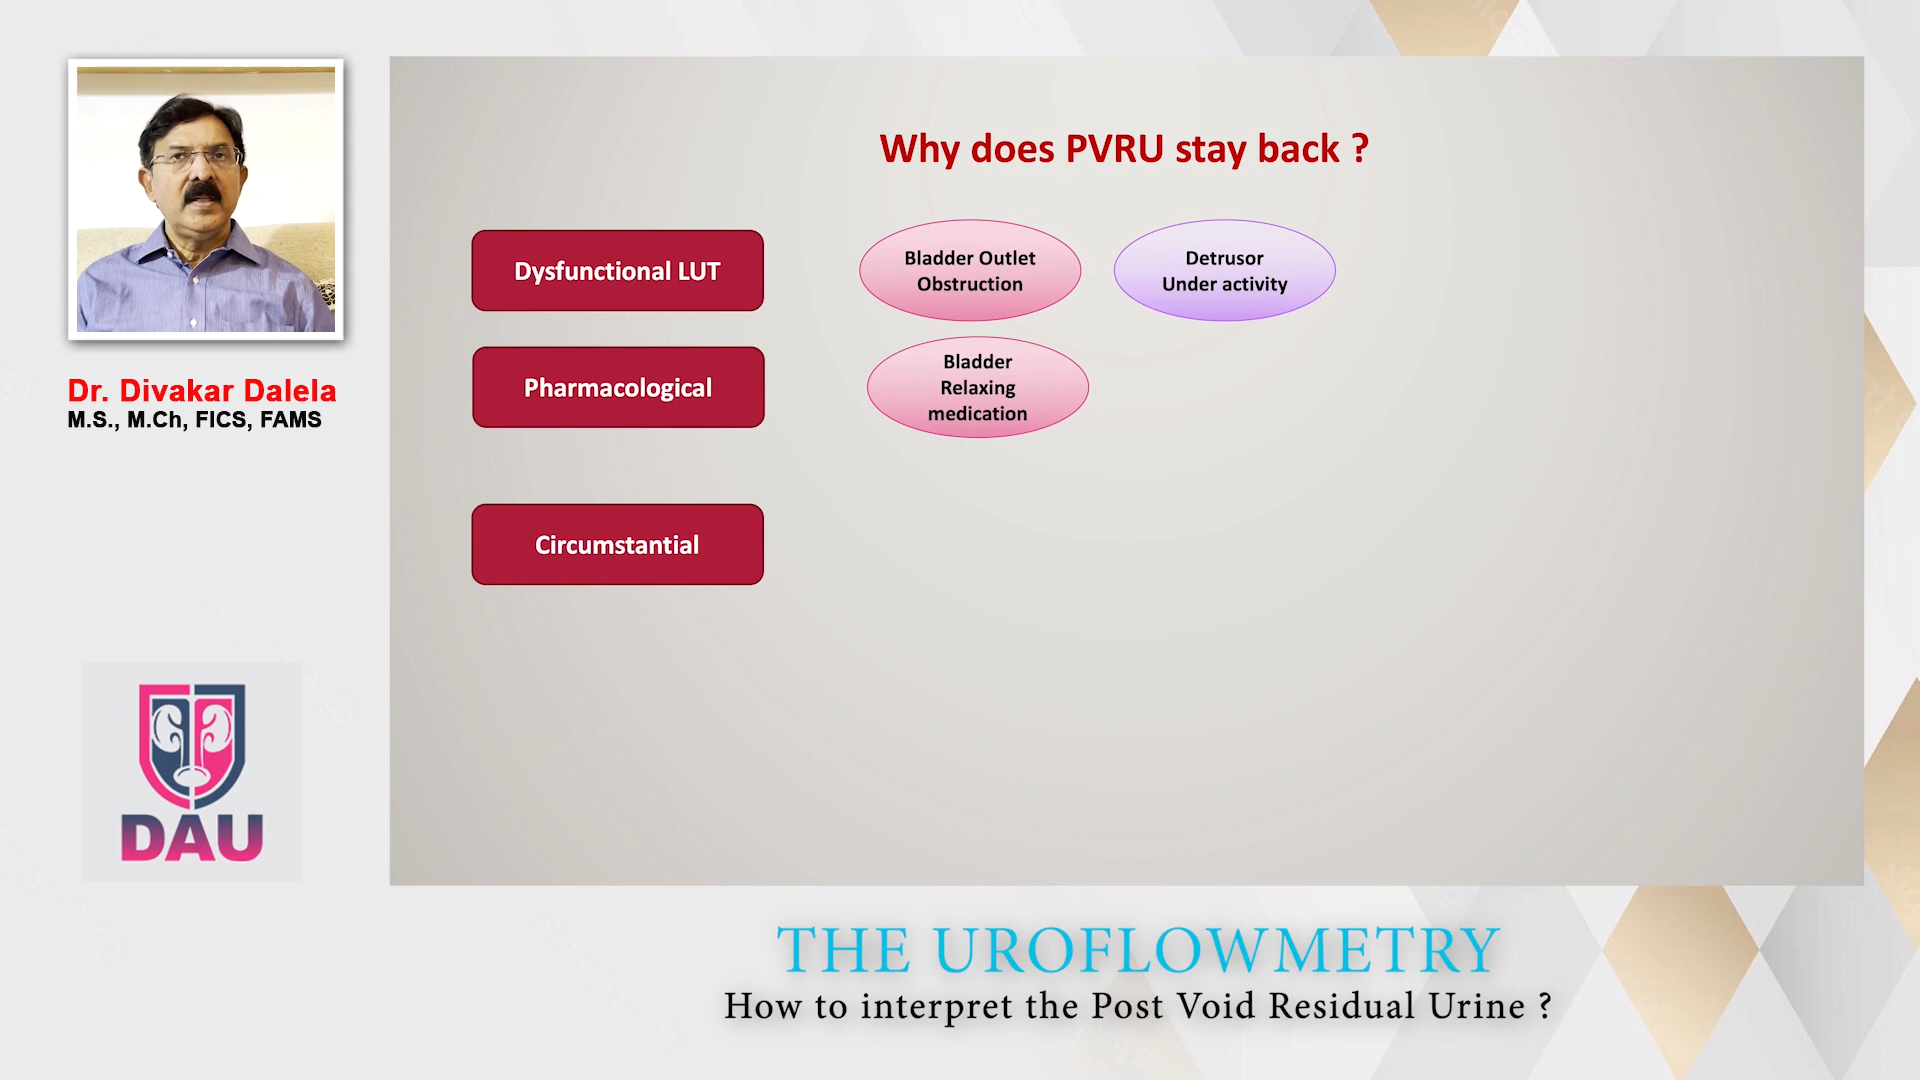 Why does PVRU stay back ?
Dysfunctional LUT
Bladder Outlet
Obstruction
Detrusor
Under activity
Pharmacological
Bladder
Relaxing
medication
Circumstantial
Dr. Divakar Dalela
M.S., M.Ch, FICS, FAMS
DAU
THE UROFLOWMETRY
How to interpret the Post Void Residual Urine ?